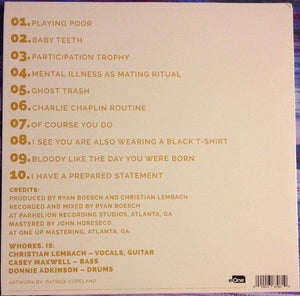 01. PLAYING POOR
02. BABY TEETH
03. PARTICIPATION TROPHY
04. MENTAL ILLNESS AS MATING RITUAL
05. GHOST TRASH
06. CHARLIE CHAPLIN ROUTINE
07. OF COURSE YOU DO
08. I SEE YOU ARE ALSO WEARING A BLACK T-SHIRT
09. BLOODY LIKE THE DAY YOU WERE BORN
10. I HAVE A PREPARED STATEMENT
CREDITS:
PRODUCED BY RYAN BOESCH AND CHRISTIAN LEMBACH
RECORDED AND MIXED BY RYAN BOESCH
AT PARHELION RECORDING STUDIOS, ATLANTA, GA
MASTERED BY JOHN HORESECO
AT ONE UP MASTERING, ATLANTA, GA
WHORES. IS:
CHRISTIAN LEMBACH – VOCALS, GUITAR
CASEY MAXWELL – BASS
DONNIE ADKINSON – DRUMS
ARTWORK BY: PATRICK COPELAND
eOne